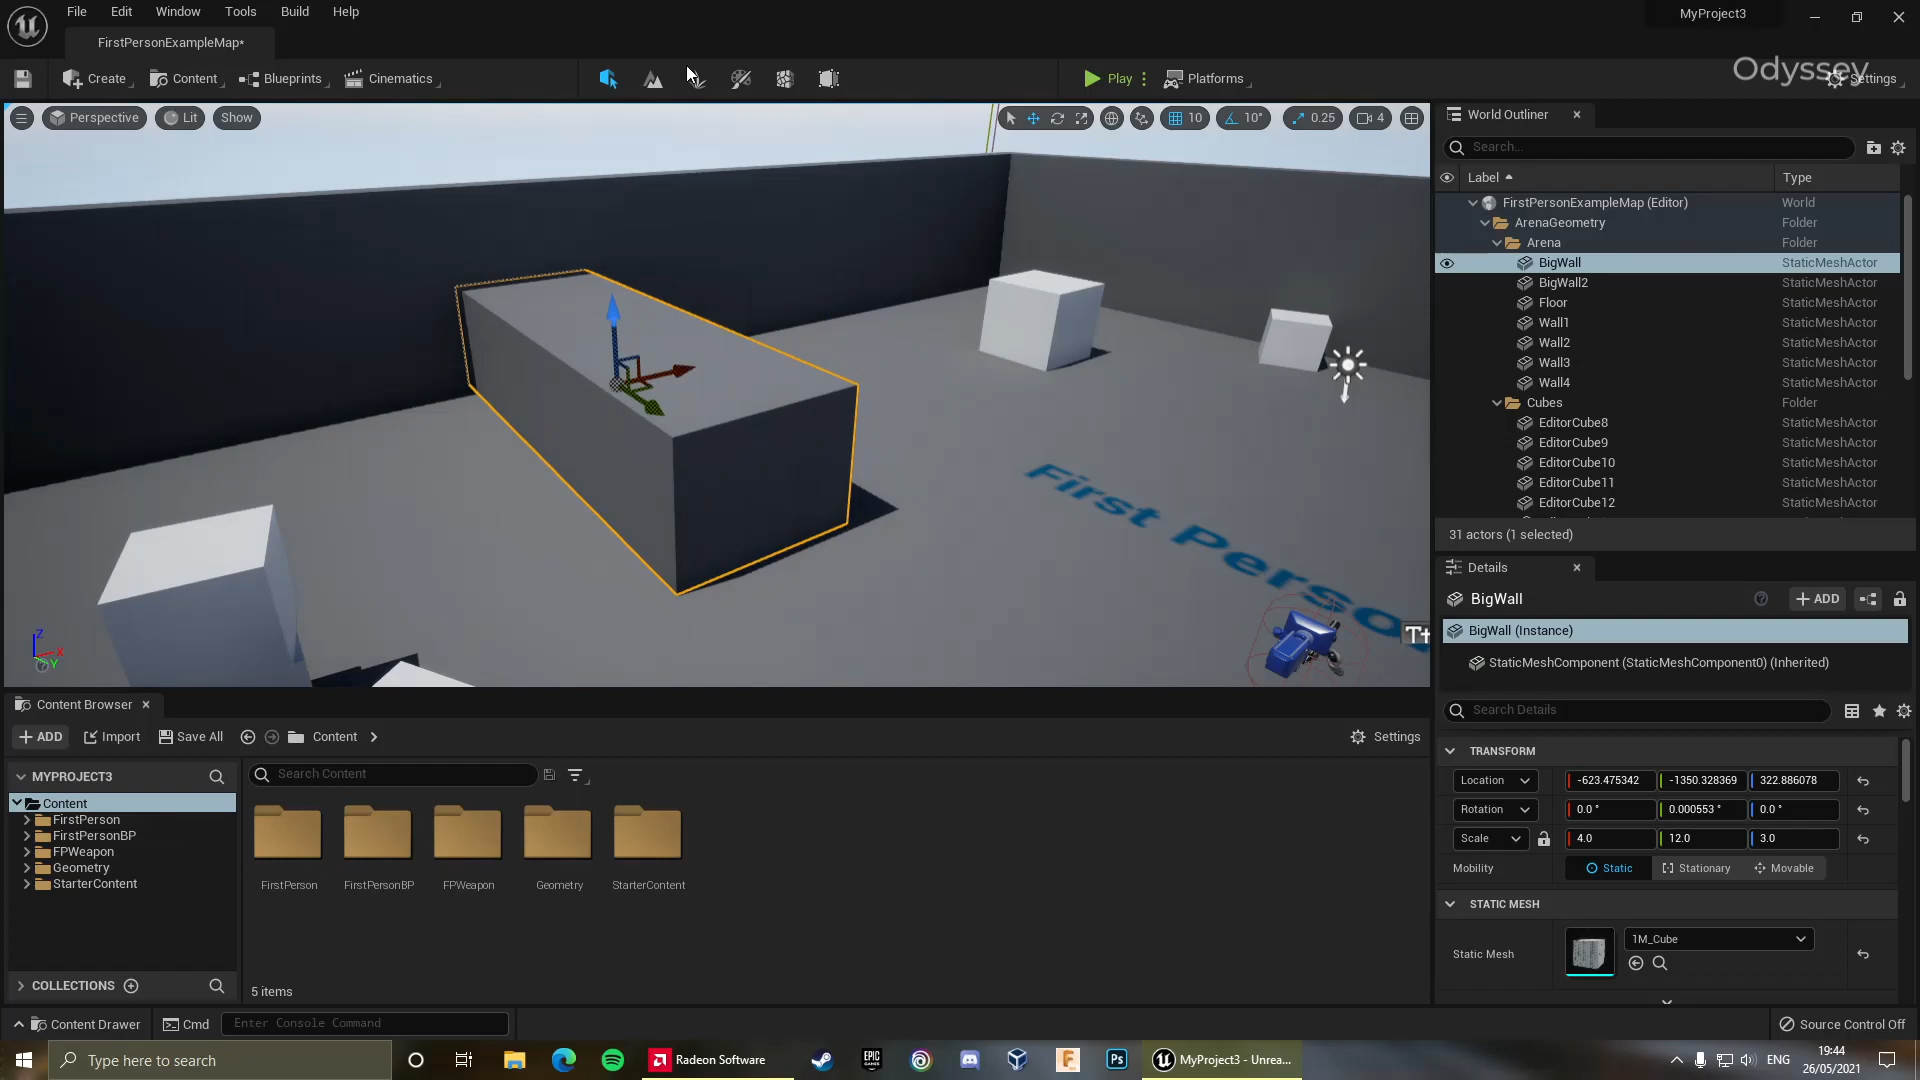 File Edit Window Tools Build Help
MyProject3
FirstPersonExampleMap*
Create Content Blueprints Cinematics
Play Platforms
Odyssey
Settings
Perspective Lit Show
10 10° 0.25 4
World Outliner
Search...
Label Type
FirstPersonExampleMap (Editor) World
ArenaGeometry Folder
Arena Folder
BigWall StaticMeshActor
BigWall2 StaticMeshActor
Floor StaticMeshActor
Wall1 StaticMeshActor
Wall2 StaticMeshActor
Wall3 StaticMeshActor
Wall4 StaticMeshActor
Cubes Folder
EditorCube8 StaticMeshActor
EditorCube9 StaticMeshActor
EditorCube10 StaticMeshActor
EditorCube11 StaticMeshActor
EditorCube12 StaticMeshActor
31 actors (1 selected)
First Person
Tt
Z
X
Y
Details
BigWall
ADD
BigWall (Instance)
StaticMeshComponent (StaticMeshComponent0) (Inherited)
Search Details
TRANSFORM
Location -623.475342 -1350.328369 322.886078
Rotation 0.0 ° 0.000553 ° 0.0 °
Scale 4.0 12.0 3.0
Mobility Static Stationary Movable
STATIC MESH
Static Mesh 1M_Cube
Content Browser
ADD Import Save All Content Settings
MYPROJECT3
Search Content
Content
FirstPerson
FirstPersonBP
FPWeapon
Geometry
StarterContent
FirstPerson FirstPersonBP FPWeapon Geometry StarterContent
COLLECTIONS
5 items
Content Drawer Cmd Enter Console Command
Source Control Off
Type here to search
Radeon Software
EPIC GAMES
Ps
MyProject3 - Unrea...
ENG
19:44
26/05/2021